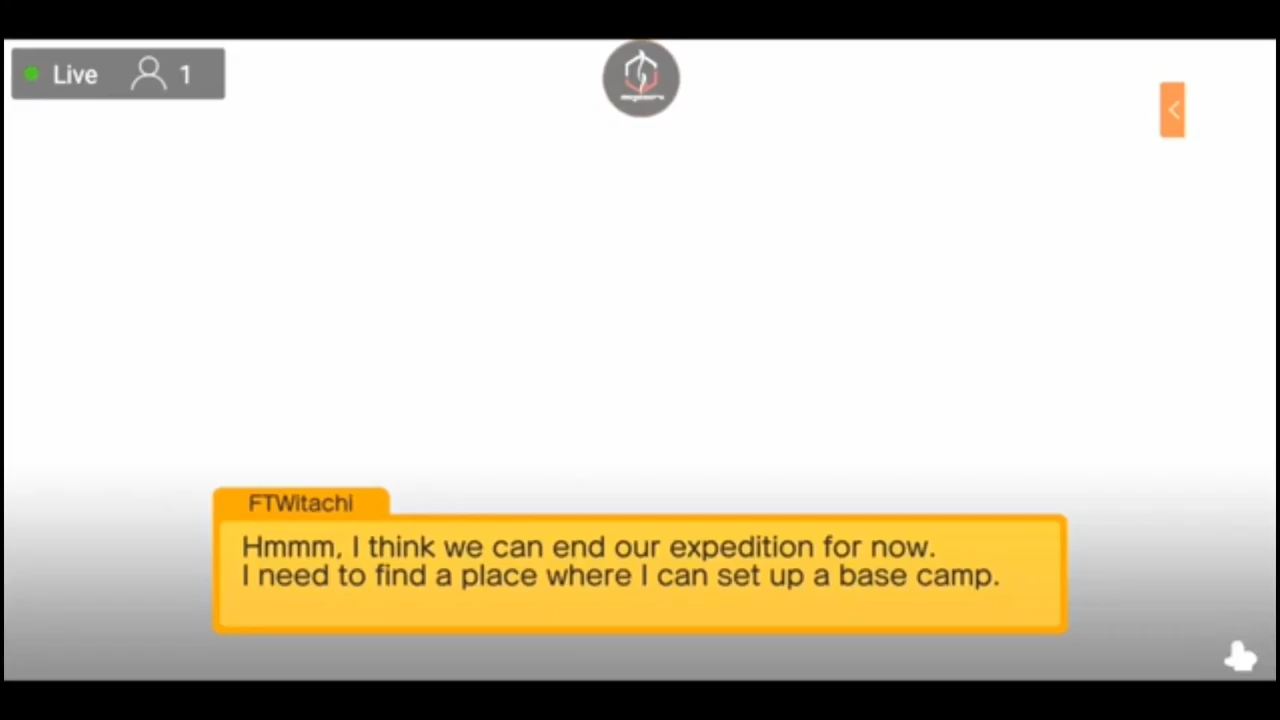 Live 1
FTWitachi
Hmmm, I think we can end our expedition for now.
I need to find a place where I can set up a base camp.